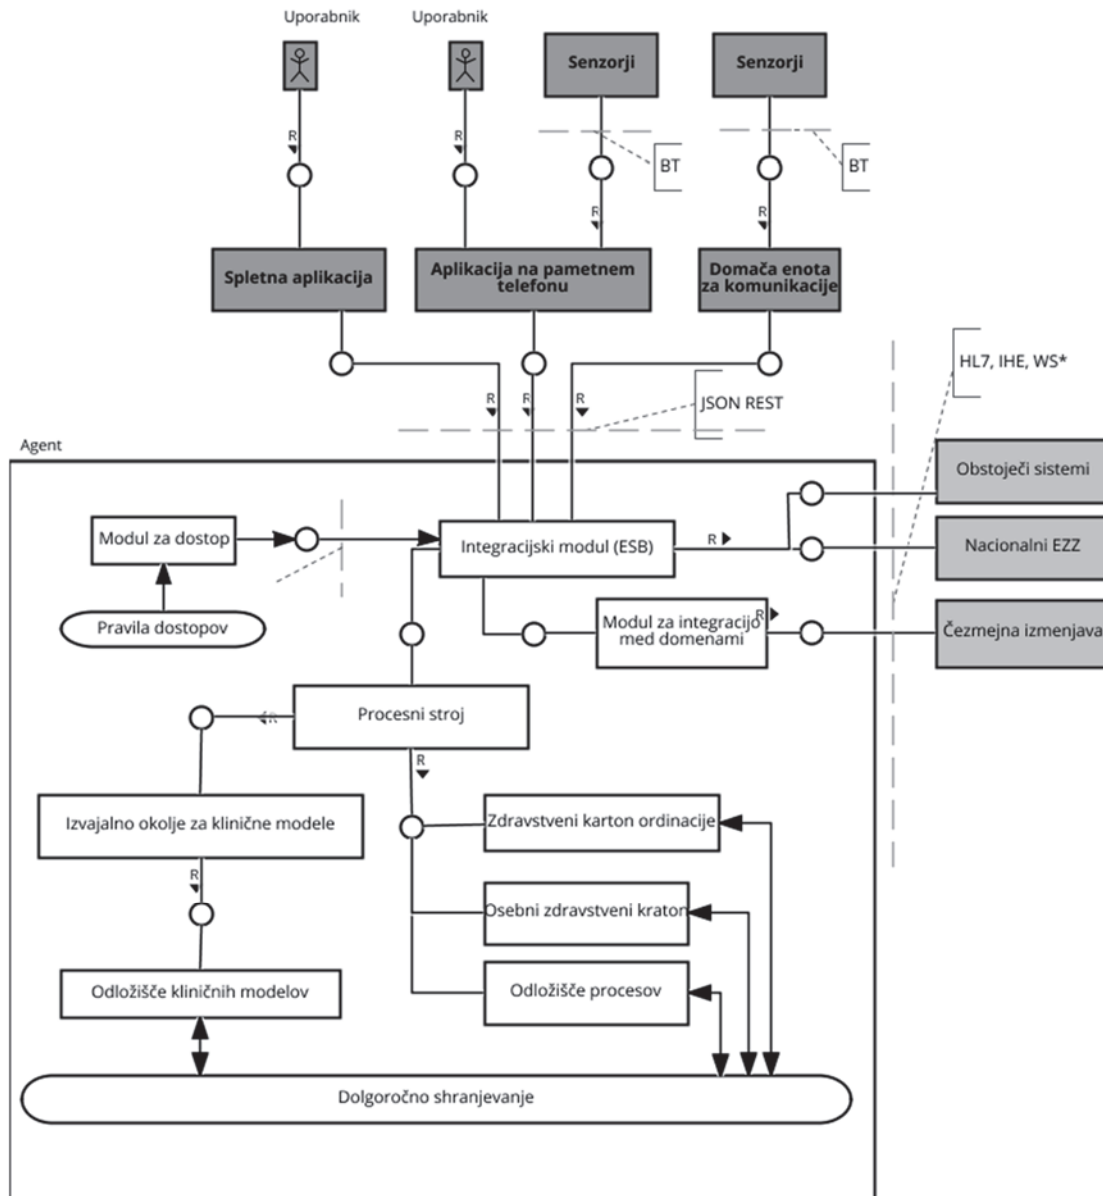 Uporabnik
Uporabnik
Senzorji
Senzorji
R
R
BT
BT
R
R
Spletna aplikacija
Aplikacija na pametnem
telefonu
Domača enota
za komunikacije
HL7, IHE, WS*
R
R
R
JSON REST
Agent
Obstoječi sistemi
Modul za dostop
Integracijski modul (ESB)
R
Nacionalni EZZ
Pravila dostopov
Modul za integracijo
med domenami
R
Čezmejna izmenjava
Procesni stroj
R
R
Izvajalno okolje za klinične modele
Zdravstveni karton ordinacije
R
Osebni zdravstveni kraton
Odložišče kliničnih modelov
Odložišče procesov
Dolgoročno shranjevanje